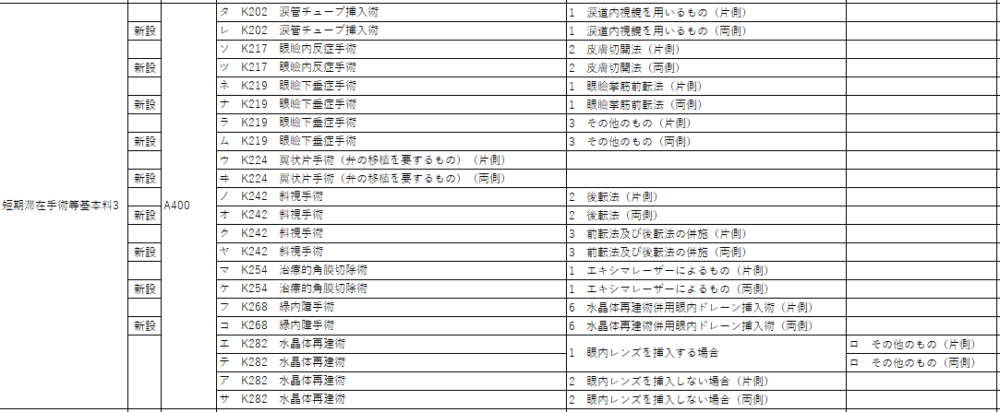 タ K202 涙管チューブ挿入術 1 涙道内視鏡を用いるもの（片側）
新設 レ K202 涙管チューブ挿入術 1 涙道内視鏡を用いるもの（両側）
ソ K217 眼瞼内反症手術 2 皮膚切開法（片側）
新設 ツ K217 眼瞼内反症手術 2 皮膚切開法（両側）
ネ K219 眼瞼下垂症手術 1 眼瞼挙筋前転法（片側）
新設 ナ K219 眼瞼下垂症手術 1 眼瞼挙筋前転法（両側）
ラ K219 眼瞼下垂症手術 3 その他のもの（片側）
新設 ム K219 眼瞼下垂症手術 3 その他のもの（両側）
ウ K224 翼状片手術（弁の移植を要するもの）（片側）
新設 ヰ K224 翼状片手術（弁の移植を要するもの）（両側）
ノ K242 斜視手術 2 後転法（片側）
短期滞在手術等基本料3 A400
新設 オ K242 斜視手術 2 後転法（両側）
ク K242 斜視手術 3 前転法及び後転法の併施（片側）
新設 ヤ K242 斜視手術 3 前転法及び後転法の併施（両側）
マ K254 治療的角膜切除術 1 エキシマレーザーによるもの（片側）
新設 ケ K254 治療的角膜切除術 1 エキシマレーザーによるもの（両側）
フ K268 緑内障手術 6 水晶体再建術併用眼内ドレーン挿入術（片側）
新設 コ K268 緑内障手術 6 水晶体再建術併用眼内ドレーン挿入術（両側）
エ K282 水晶体再建術 1 眼内レンズを挿入する場合 ロ その他のもの（片側）
テ K282 水晶体再建術 ロ その他のもの（両側）
ア K282 水晶体再建術 2 眼内レンズを挿入しない場合（片側）
サ K282 水晶体再建術 2 眼内レンズを挿入しない場合（両側）